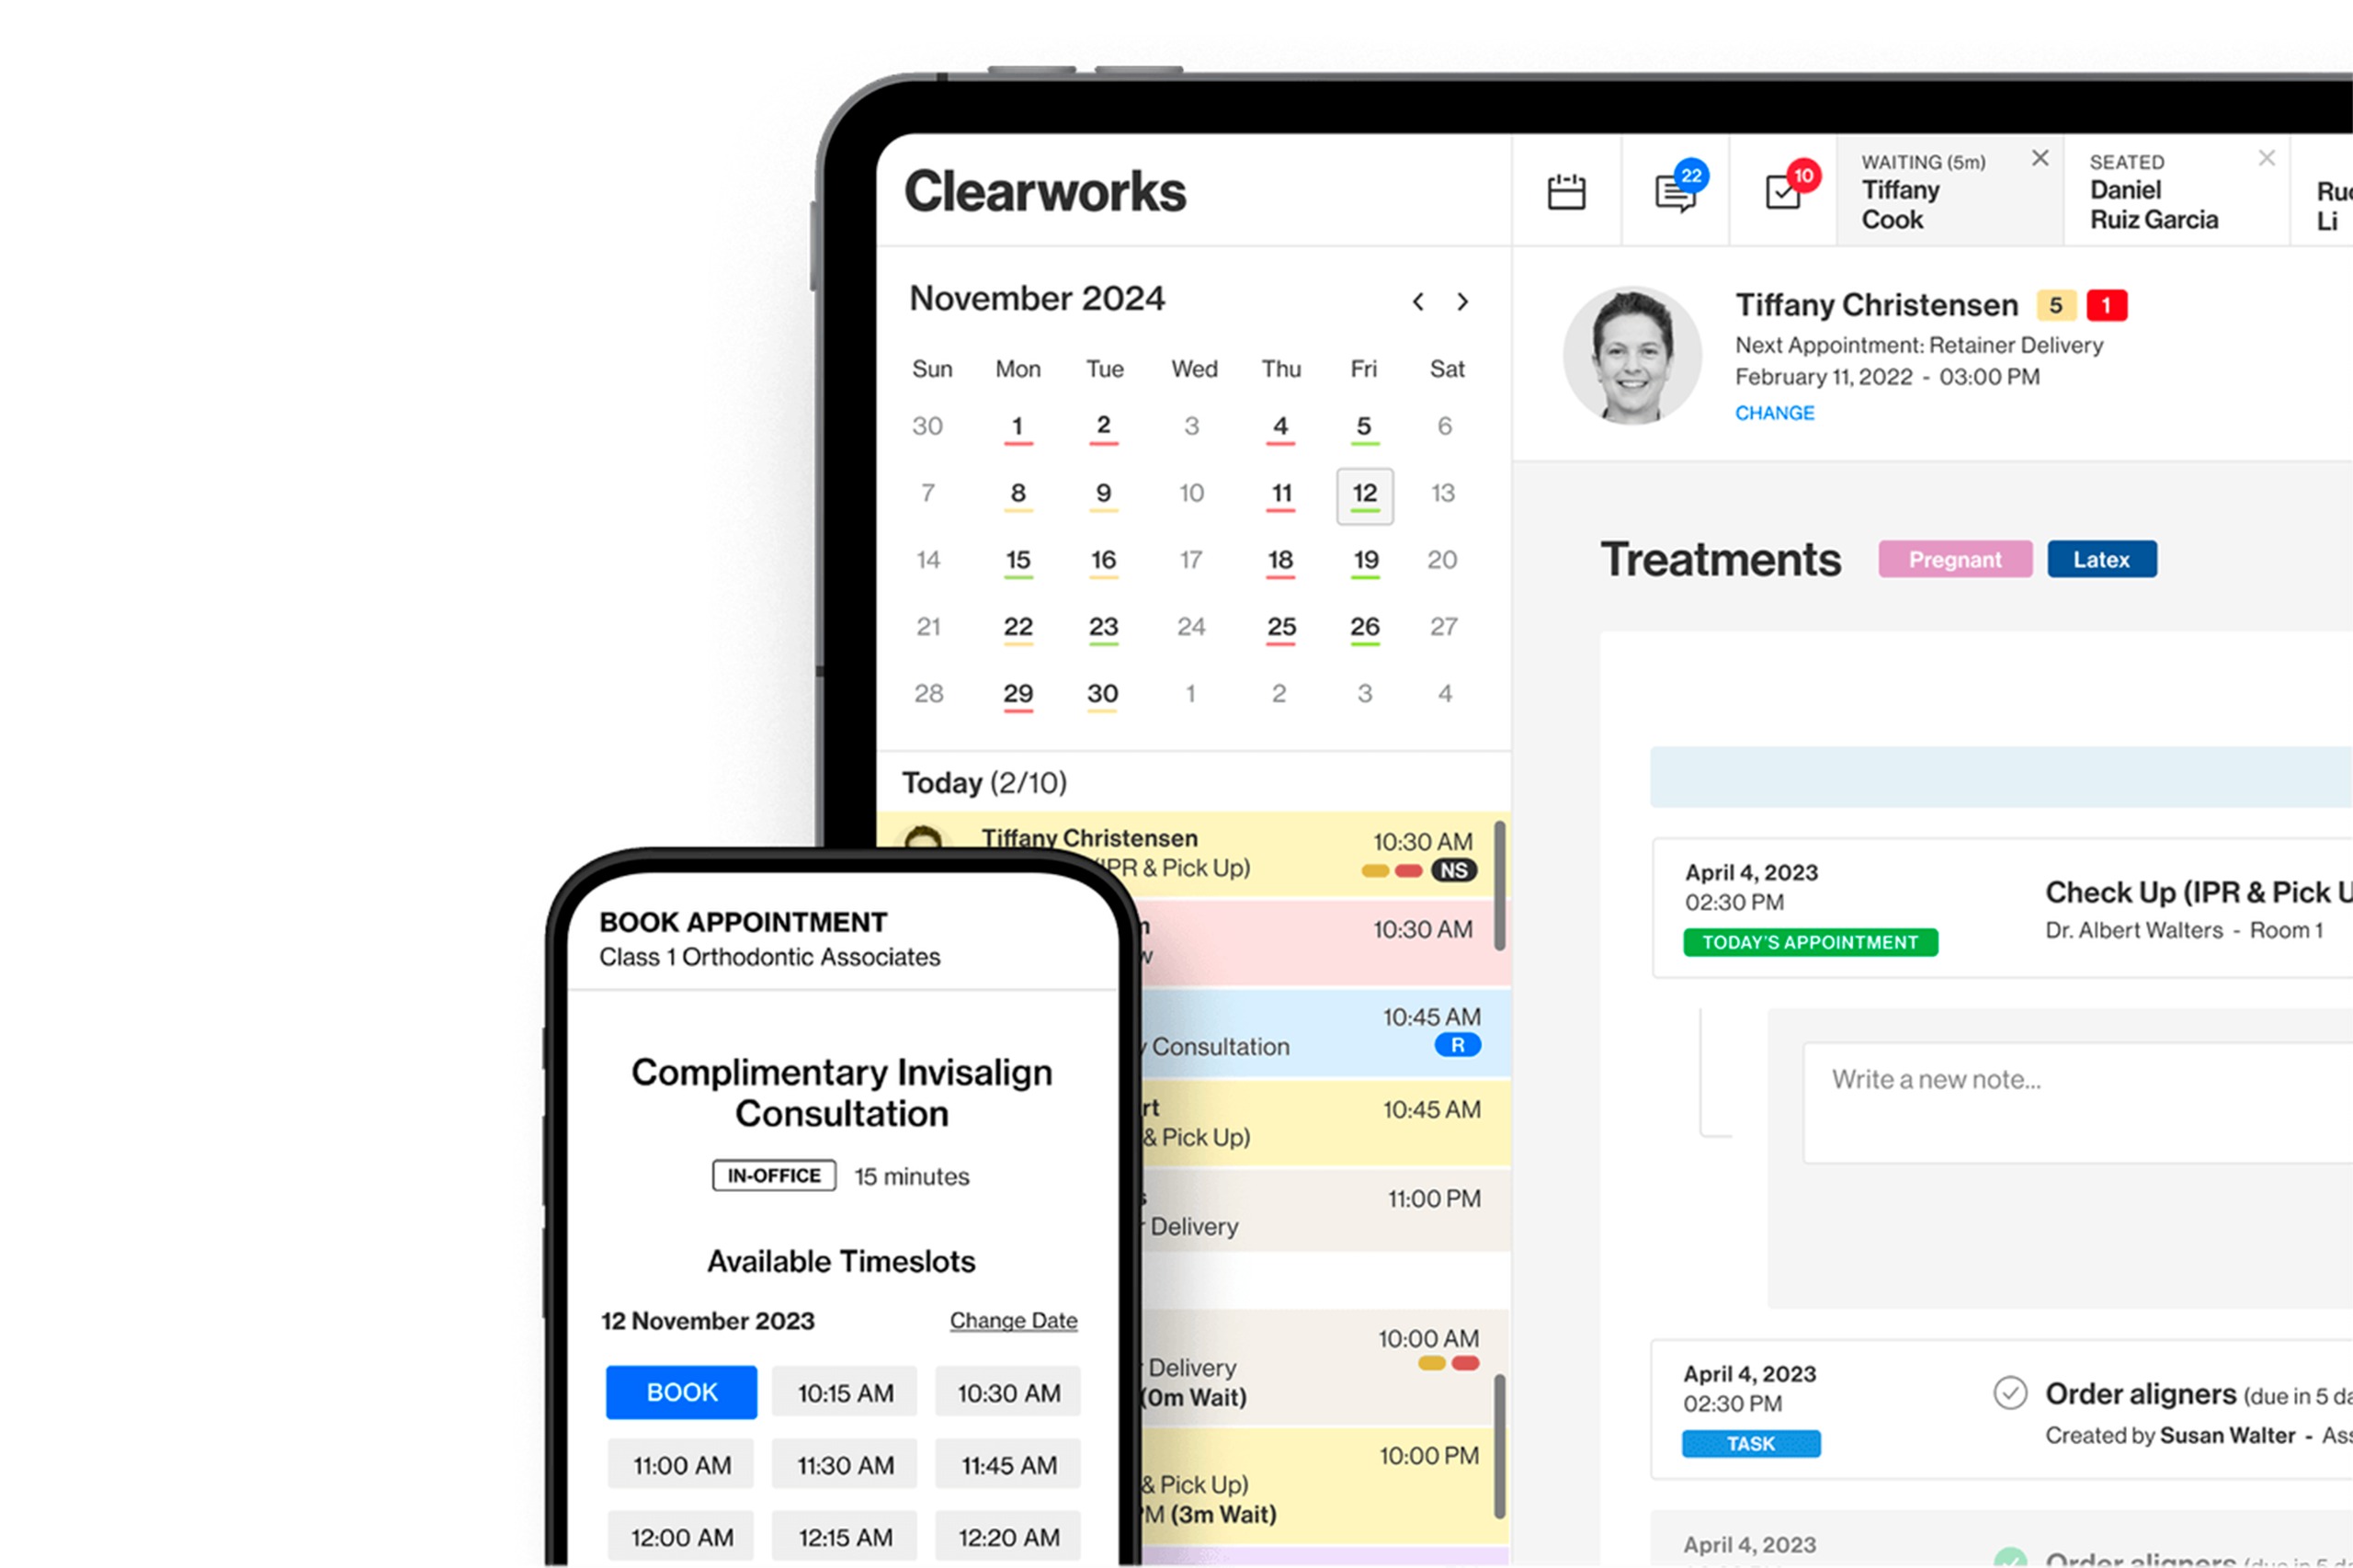 Clearworks
22
10
WAITING (5m)
Tiffany
Cook
SEATED
Daniel
Ruiz Garcia
Li
November 2024
Sun Mon Tue Wed Thu Fri Sat
30 1 2 3 4 5 6
7 8 9 10 11 12 13
14 15 16 17 18 19 20
21 22 23 24 25 26 27
28 29 30 1 2 3 4
Today (2/10)
Tiffany Christensen 10:30 AM
(IPR & Pick Up) NS
10:30 AM
10:45 AM
Consultation R
10:45 AM
& Pick Up)
11:00 PM
Delivery
10:00 AM
Delivery
(0m Wait)
10:00 PM
& Pick Up)
(3m Wait)
Tiffany Christensen 5 1
Next Appointment: Retainer Delivery
February 11, 2022 - 03:00 PM
CHANGE
Treatments Pregnant Latex
April 4, 2023
02:30 PM
TODAY'S APPOINTMENT
Check Up (IPR & Pick
Dr. Albert Walters - Room 1
Write a new note...
April 4, 2023
02:30 PM
TASK
Order aligners (due in 5
Created by Susan Walter -
April 4, 2023
Order aligners
BOOK APPOINTMENT
Class 1 Orthodontic Associates
Complimentary Invisalign
Consultation
IN-OFFICE 15 minutes
Available Timeslots
12 November 2023 Change Date
BOOK 10:15 AM 10:30 AM
11:00 AM 11:30 AM 11:45 AM
12:00 AM 12:15 AM 12:20 AM